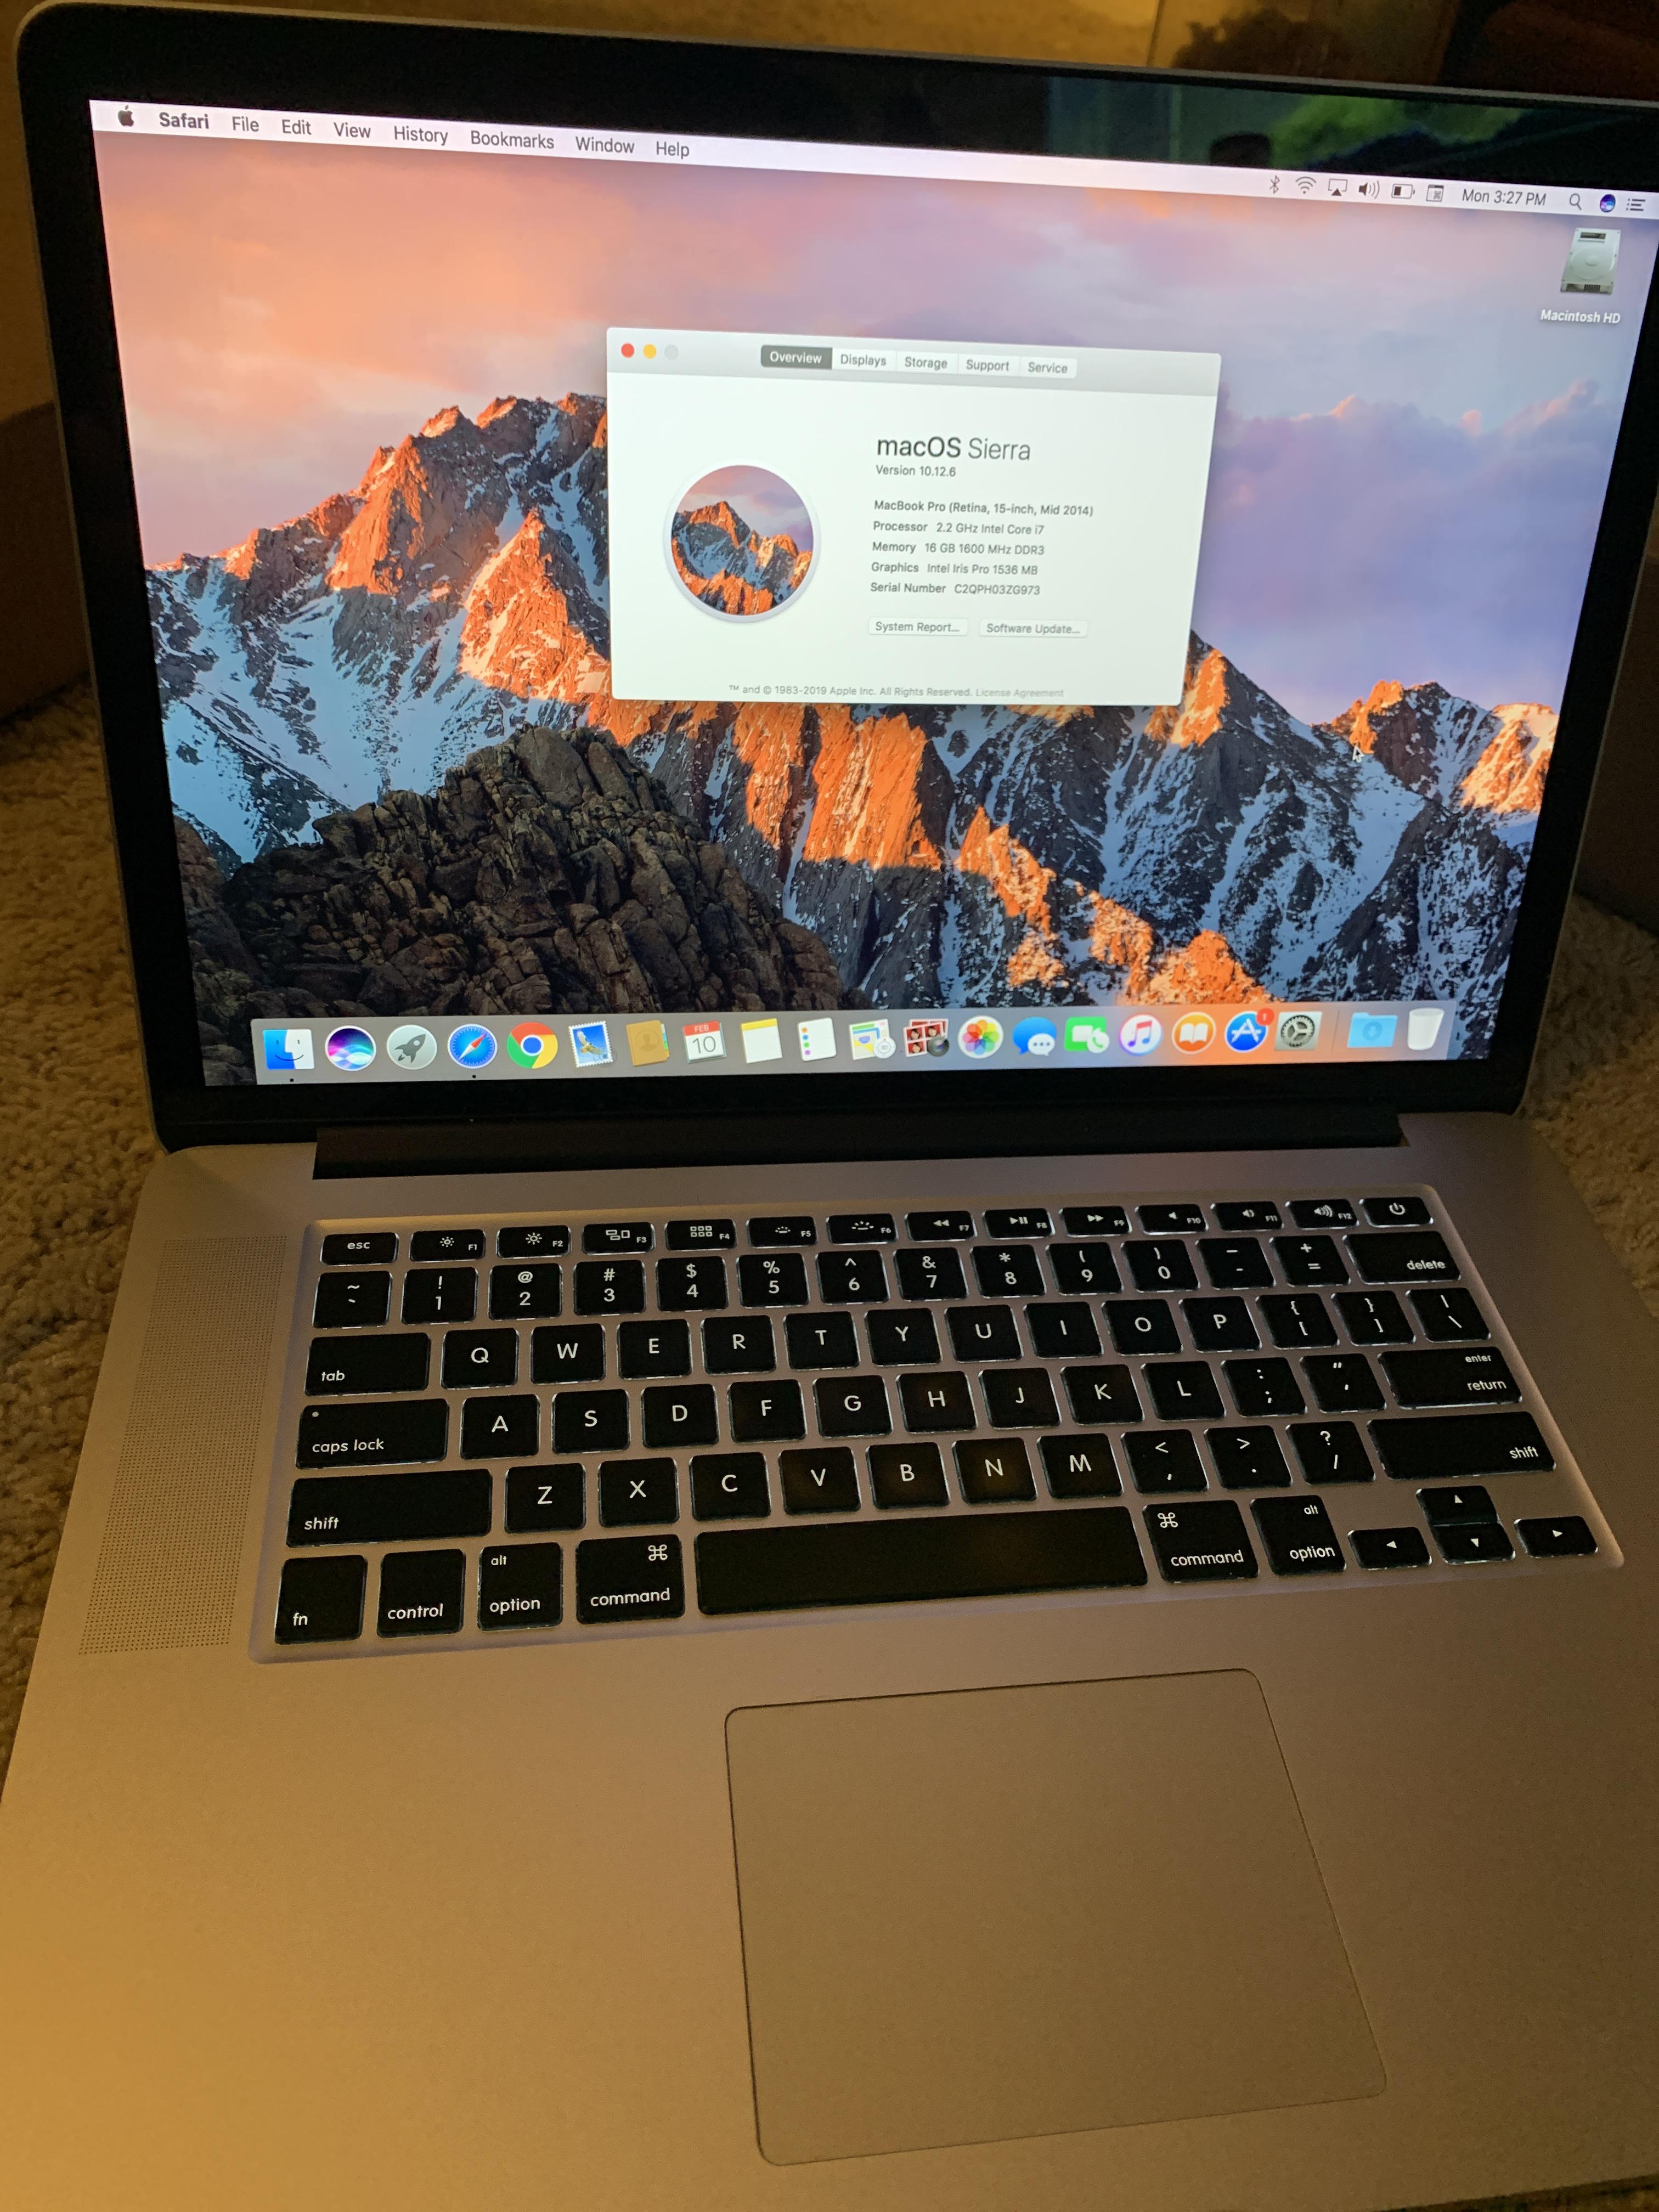 Safari File Edit View History Bookmarks Window Help
Mon 3:27 PM
Macintosh HD
Overview Displays Storage Support Service
macOS Sierra
Version 10.12.6
MacBook Pro (Retina, 15-inch, Mid 2014)
Processor 2.2 GHz Intel Core i7
Memory 16 GB 1600 MHz DDR3
Graphics Intel Iris Pro 1536 MB
Serial Number C2QPH03ZG973
System Report... Software Update...
™ and © 1983-2019 Apple Inc. All Rights Reserved. License Agreement
FEB
10
1
esc F1 F2 F3 F4 F5 F6 F7 F8 F9 F10 F11 F12
~ ! @ # $ % ^ & * ( ) _ +
` 1 2 3 4 5 6 7 8 9 0 - = delete
tab Q W E R T Y U I O P { [ } ] | \
caps lock A S D F G H J K L : ; " ' enter return
shift Z X C V B N M < , > . ? / shift
fn control alt option ⌘ command ⌘ command alt option